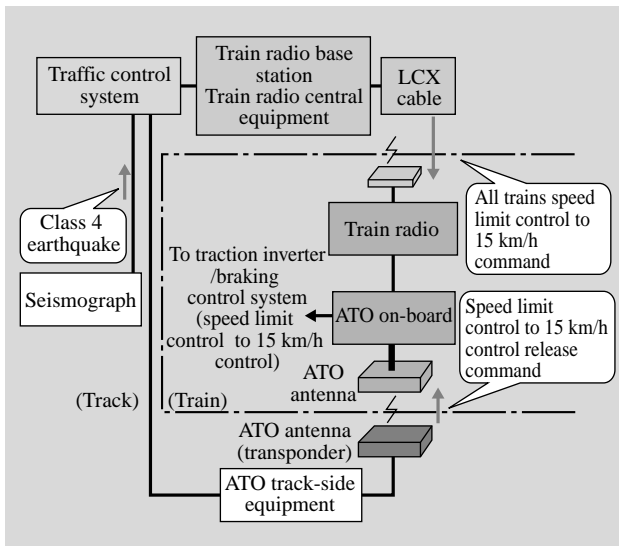 Traffic control
system
Train radio base
station
Train radio central
equipment
LCX
cable
Class 4
earthquake
Seismograph
All trains speed
limit control to
15 km/h
command
Train radio
To traction inverter
/braking
control system
(speed limit
control to 15 km/h
control)
ATO on-board
Speed limit
control to 15 km/h
control release
command
ATO
antenna
(Track)
(Train)
ATO antenna
(transponder)
ATO track-side
equipment